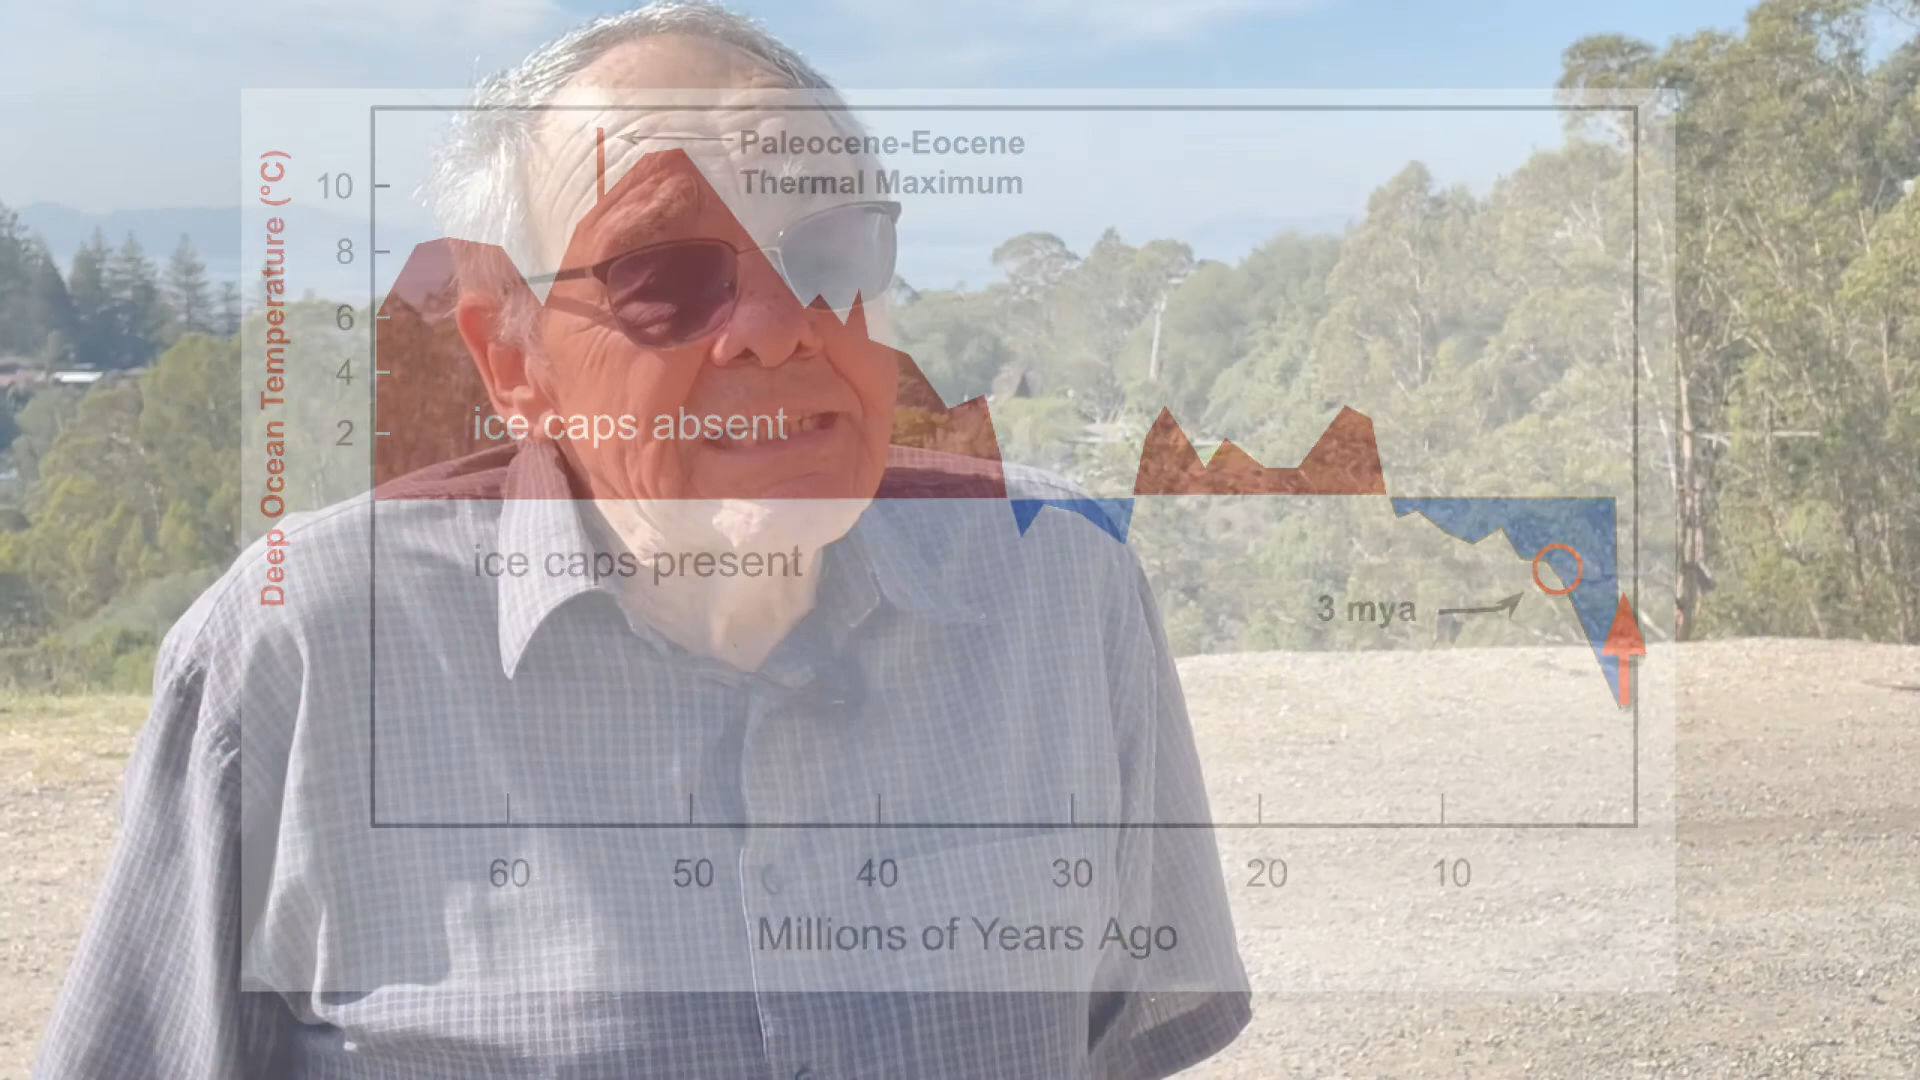 Paleocene-Eocene
Thermal Maximum
Deep Ocean Temperature (°C)
10
8
6
4
2
ice caps absent
ice caps present
3 mya
60 50 40 30 20 10
Millions of Years Ago